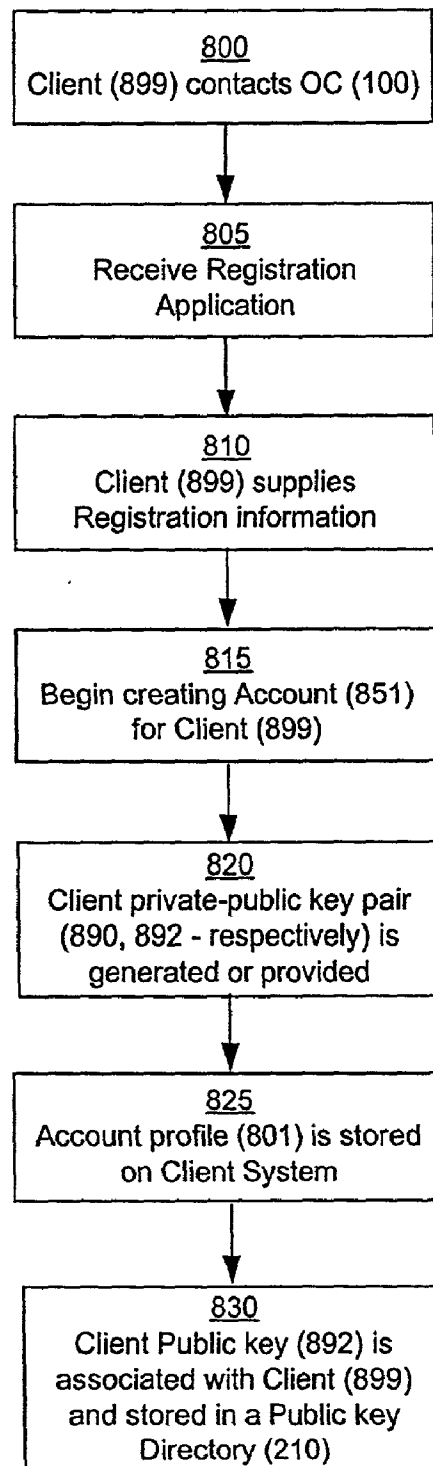 800
Client (899) contacts OC (100)
805
Receive Registration
Application
810
Client (899) supplies
Registration information
815
Begin creating Account (851)
for Client (899)
820
Client private-public key pair
(890, 892 - respectively) is
generated or provided
825
Account profile (801) is stored
on Client System
830
Client Public key (892) is
associated with Client (899)
and stored in a Public key
Directory (210)